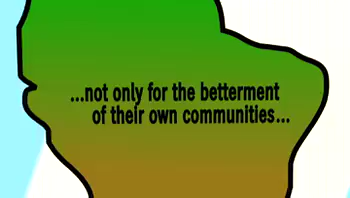 ...not only for the betterment
of their own communities...